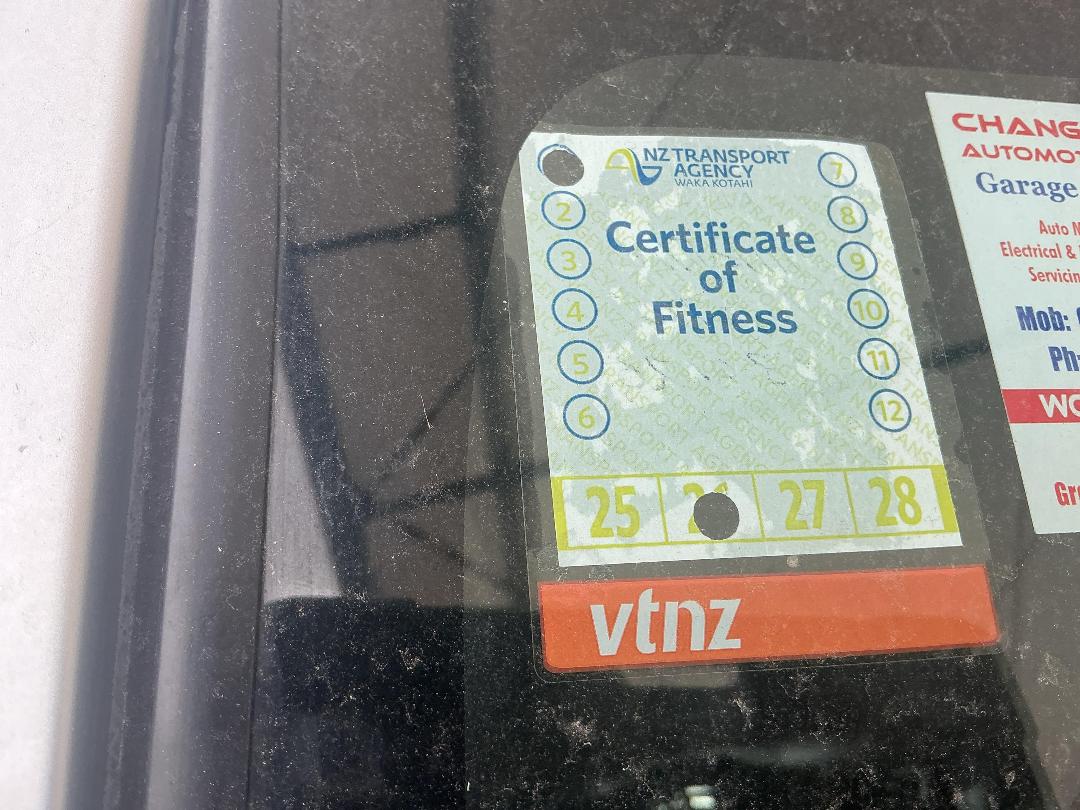 NZ TRANSPORT
AGENCY
WAKA KOTAHI
Certificate
of
Fitness
2
3
4
5
6
7
8
9
10
11
12
25 26 27 28
vtnz
CHANG
AUTOMOT
Garage
Auto
Electrical &
Servicin
Mob:
Ph
WO
Gr